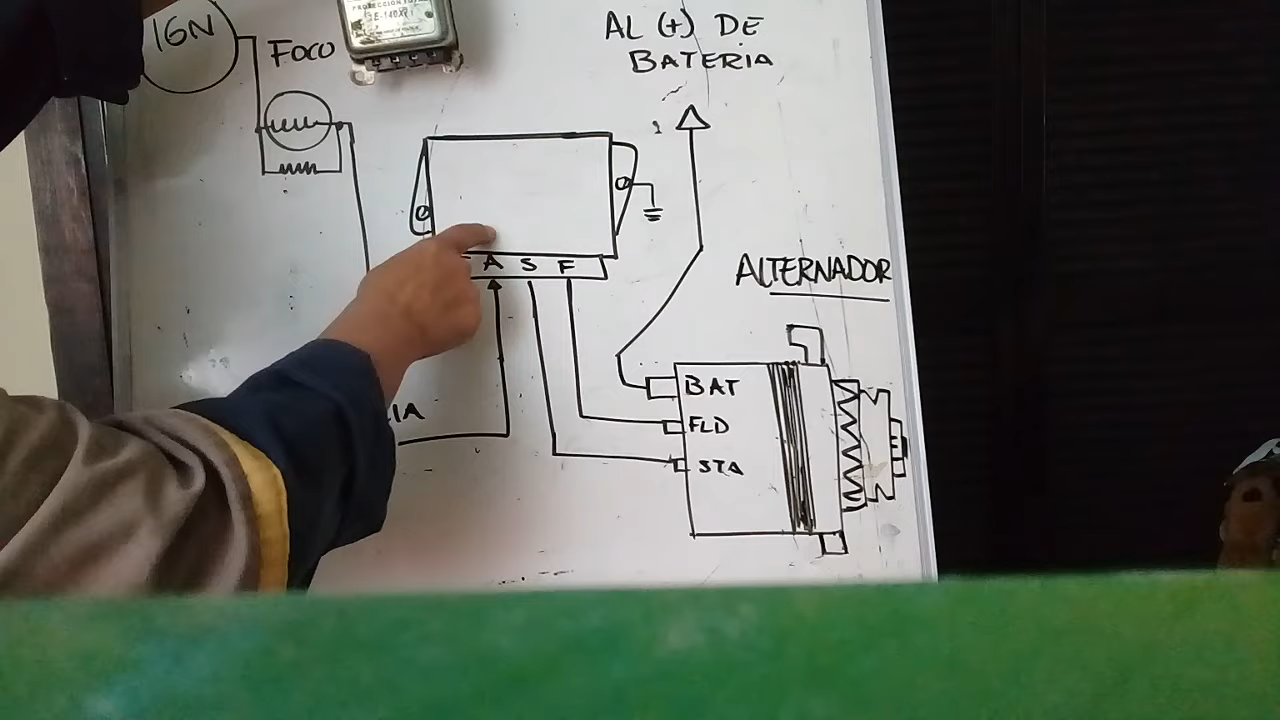 IGN
FOCO
AL (+) DE
BATERIA
A S F
ALTERNADOR
BAT
FLD
STA